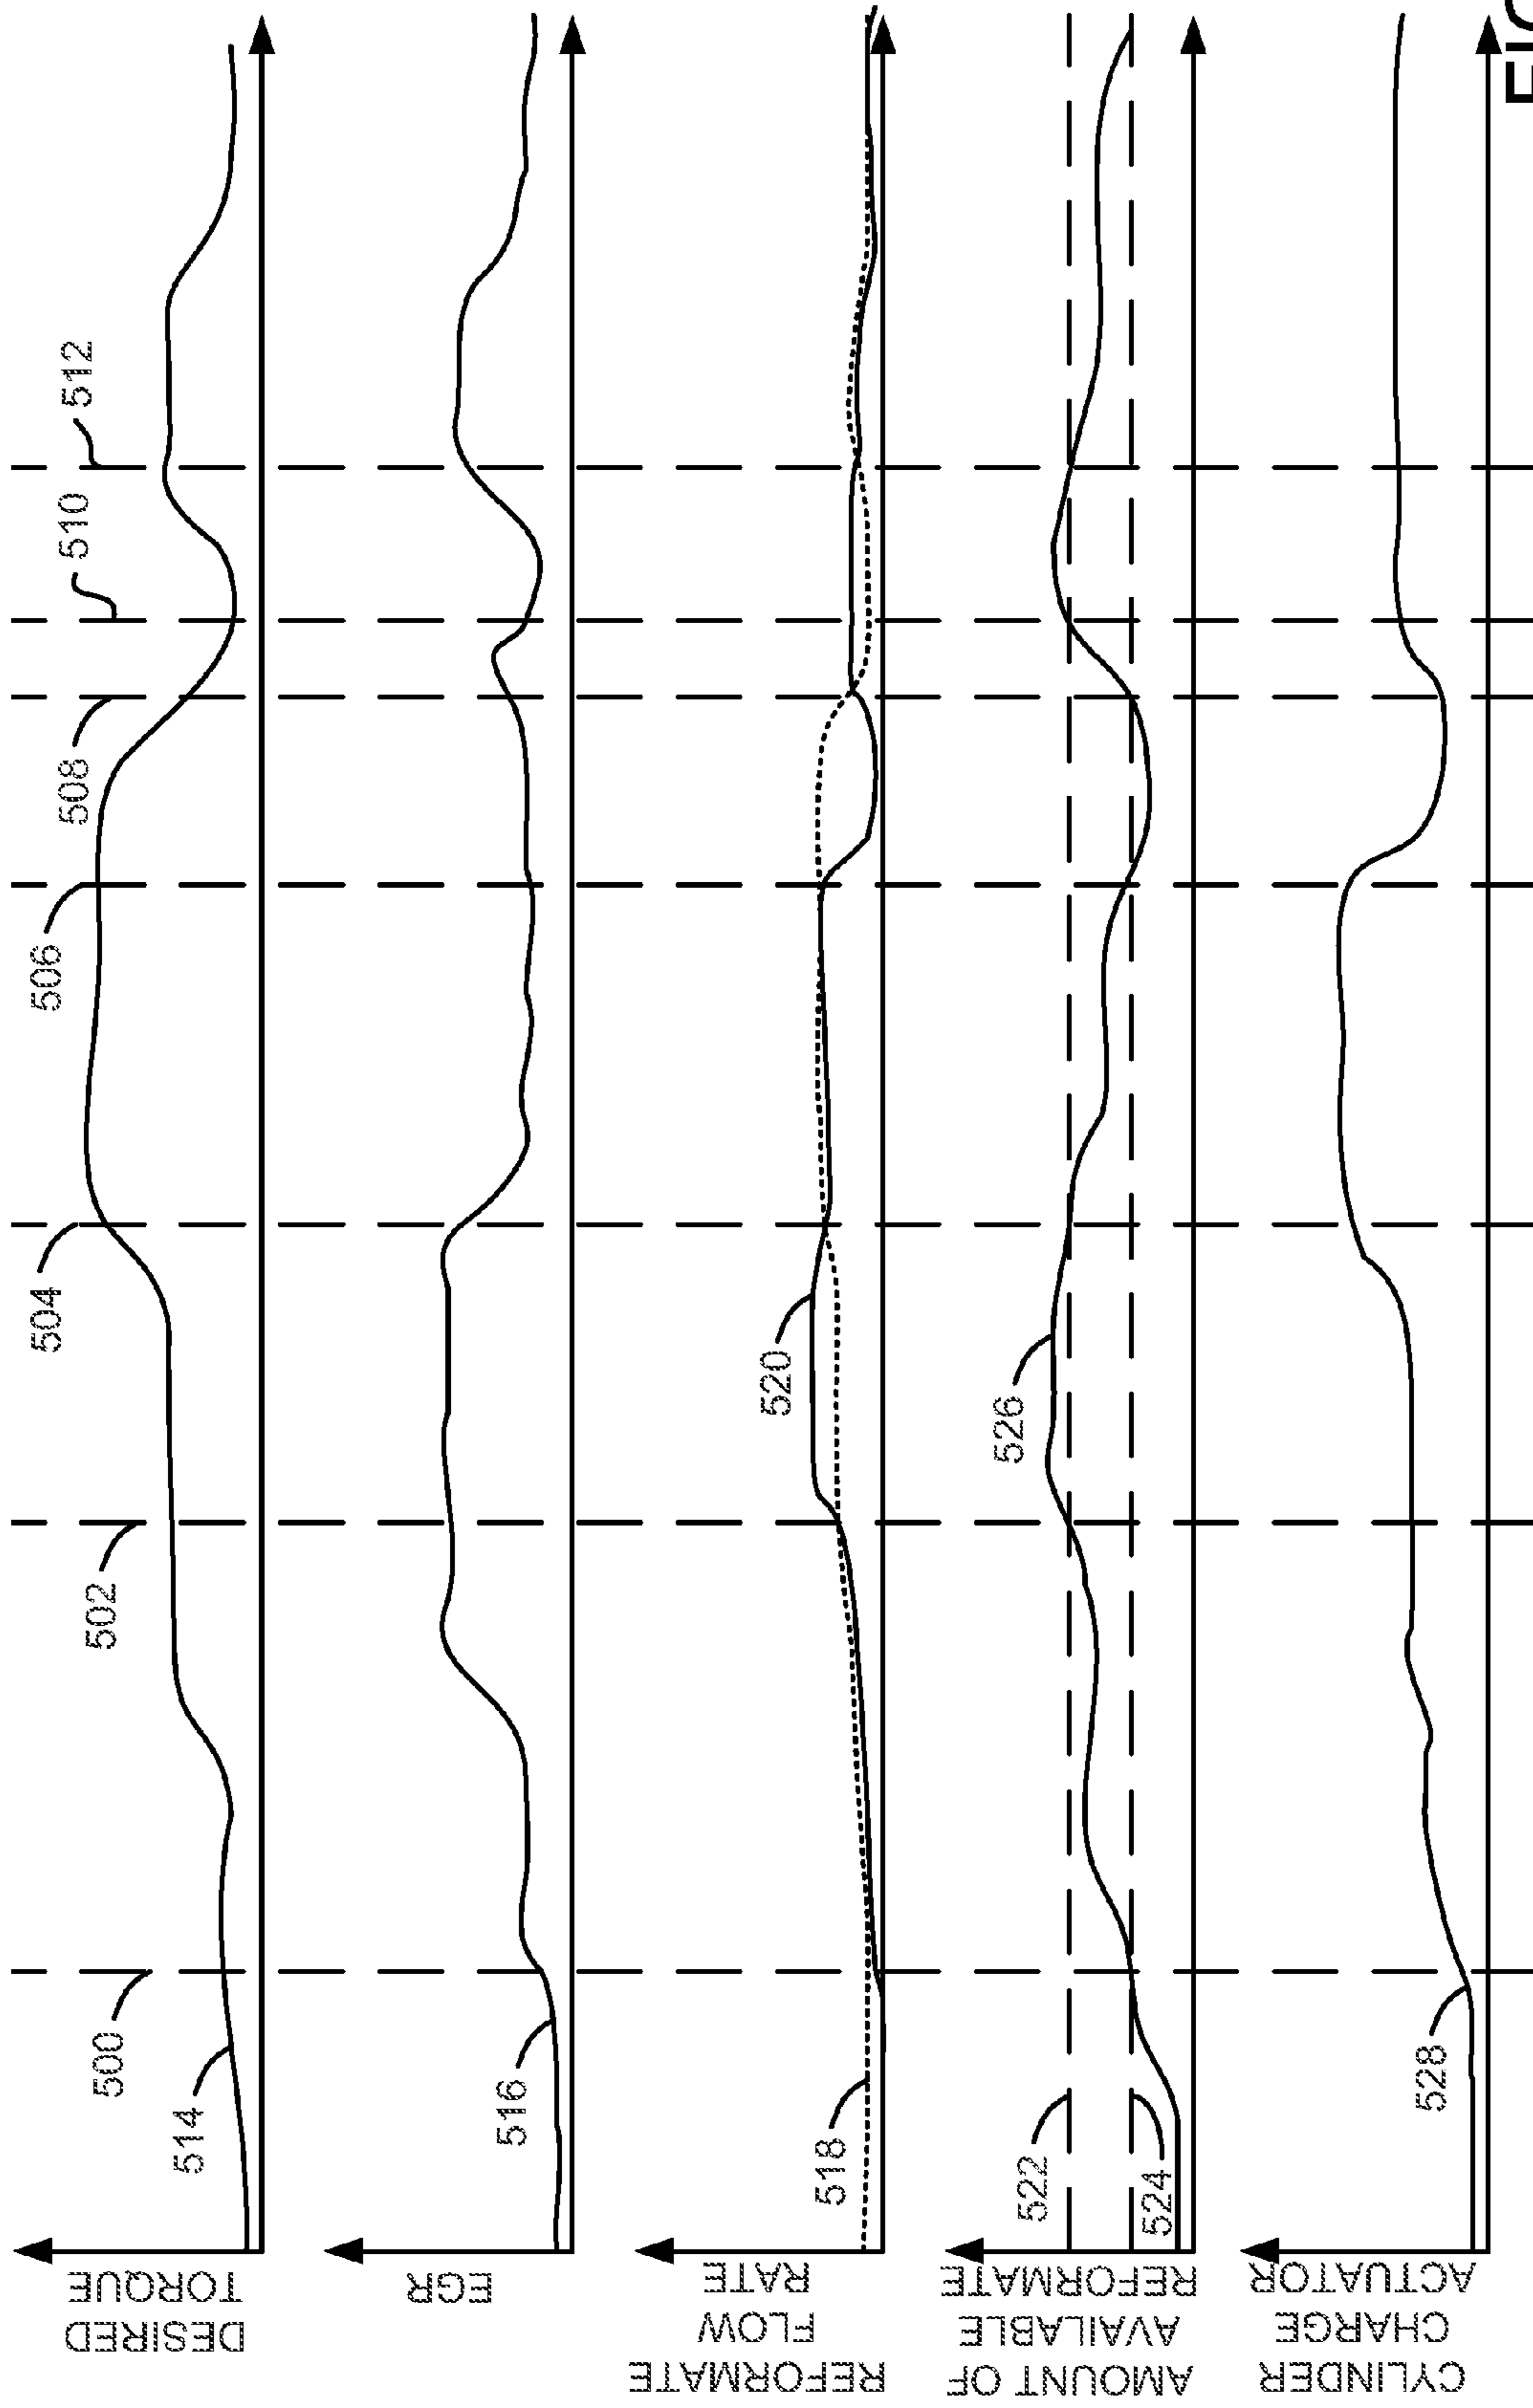 512
510
508
506
504
502
500
514
516
520
518
526
522
524
528
DESIRED
TORQUE
EGR
REFORMATE
FLOW
RATE
AMOUNT OF
AVAILABLE
REFORMATE
CYLINDER
CHARGE
ACTUATOR